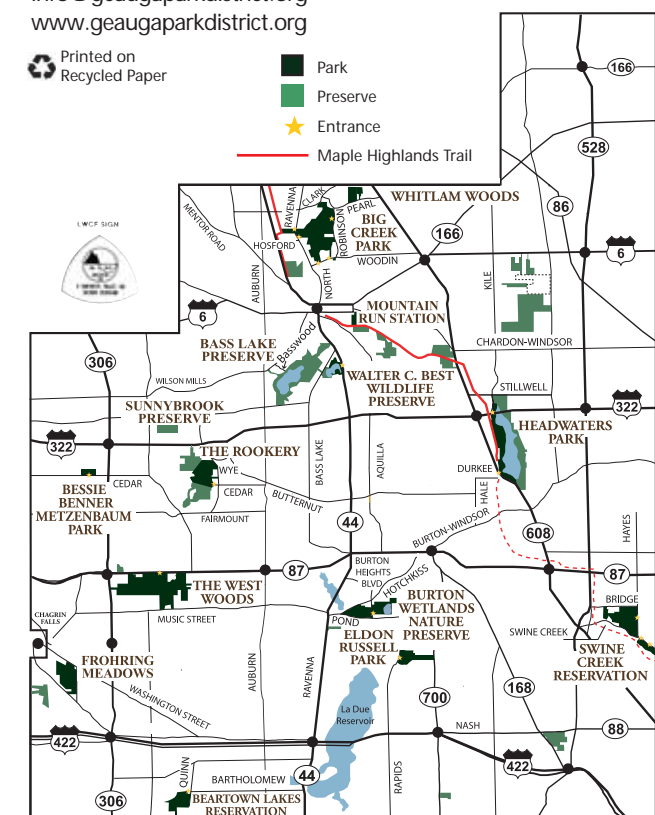 info@geaugaparkdistrict.org
www.geaugaparkdistrict.org
Printed on
Recycled Paper
Park
Preserve
Entrance
Maple Highlands Trail
LWCF SIGN
166
528
86
WHITLAM WOODS
RAVENNA
CLARK
PEARL
BIG
CREEK
PARK
ROBINSON
166
MENTOR ROAD
HOSFORD
WOODIN
6
AUBURN
NORTH
KILE
6
MOUNTAIN
RUN STATION
BASS LAKE
PRESERVE
Basswood
CHARDON-WINDSOR
306
WILSON MILLS
WALTER C. BEST
WILDLIFE
PRESERVE
STILLWELL
322
SUNNYBROOK
PRESERVE
HEADWATERS
PARK
322
THE ROOKERY
WYE
BASS LAKE
AQUILLA
DURKEE
CEDAR
CEDAR
BESSIE
BENNER
METZENBAUM
PARK
BUTTERNUT
HALE
FAIRMOUNT
44
BURTON-WINDSOR
608
HAYES
87
BURTON
HEIGHTS
BLVD
HOTCHKISS
87
THE WEST
WOODS
BURTON
WETLANDS
NATURE
PRESERVE
BRIDGE
CHAGRIN
FALLS
MUSIC STREET
POND
SWINE CREEK
ELDON
RUSSELL
PARK
SWINE
CREEK
RESERVATION
FROHRING
MEADOWS
AUBURN
RAVENNA
WASHINGTON STREET
700
168
La Due
Reservoir
NASH
88
422
422
QUINN
BARTHOLOMEW
44
RAPIDS
306
BEARTOWN LAKES
RESERVATION